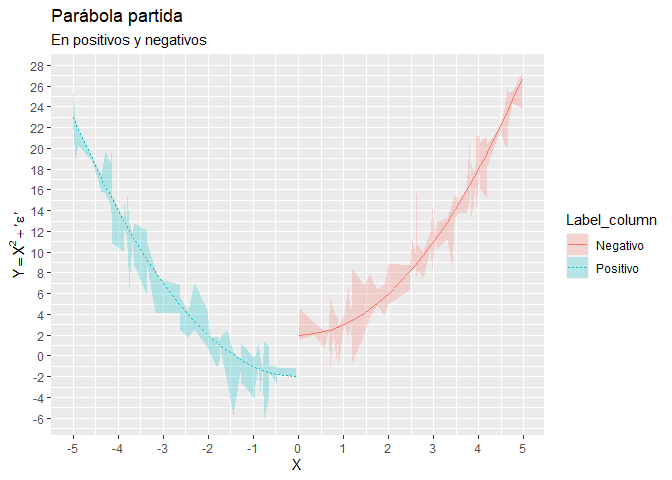 Parábola partida
En positivos y negativos
28
26
24
22
20
18
16
14
12
10
8
6
4
2
0
-2
-4
-6
Y = X² + 'ε'
-5 -4 -3 -2 -1 0 1 2 3 4 5
X
Label_column
Negativo
Positivo